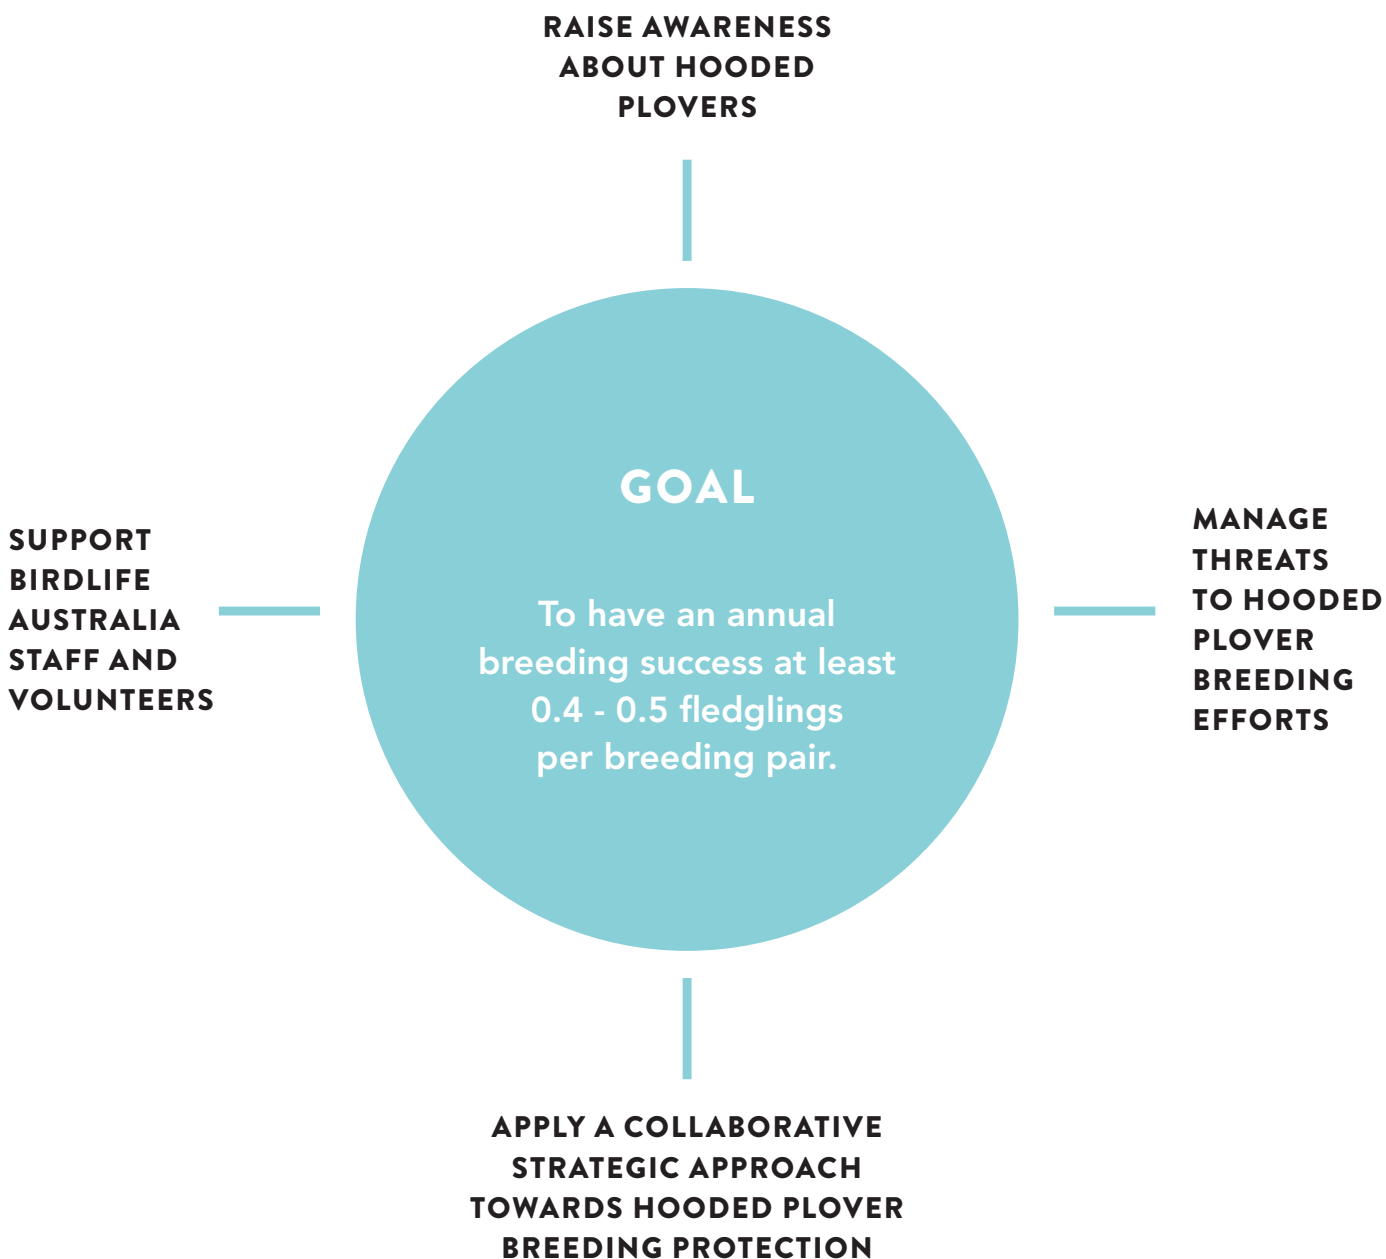 RAISE AWARENESS
ABOUT HOODED
PLOVERS
GOAL
To have an annual
breeding success at least
0.4 - 0.5 fledglings
per breeding pair.
SUPPORT
BIRDLIFE
AUSTRALIA
STAFF AND
VOLUNTEERS
MANAGE
THREATS
TO HOODED
PLOVER
BREEDING
EFFORTS
APPLY A COLLABORATIVE
STRATEGIC APPROACH
TOWARDS HOODED PLOVER
BREEDING PROTECTION